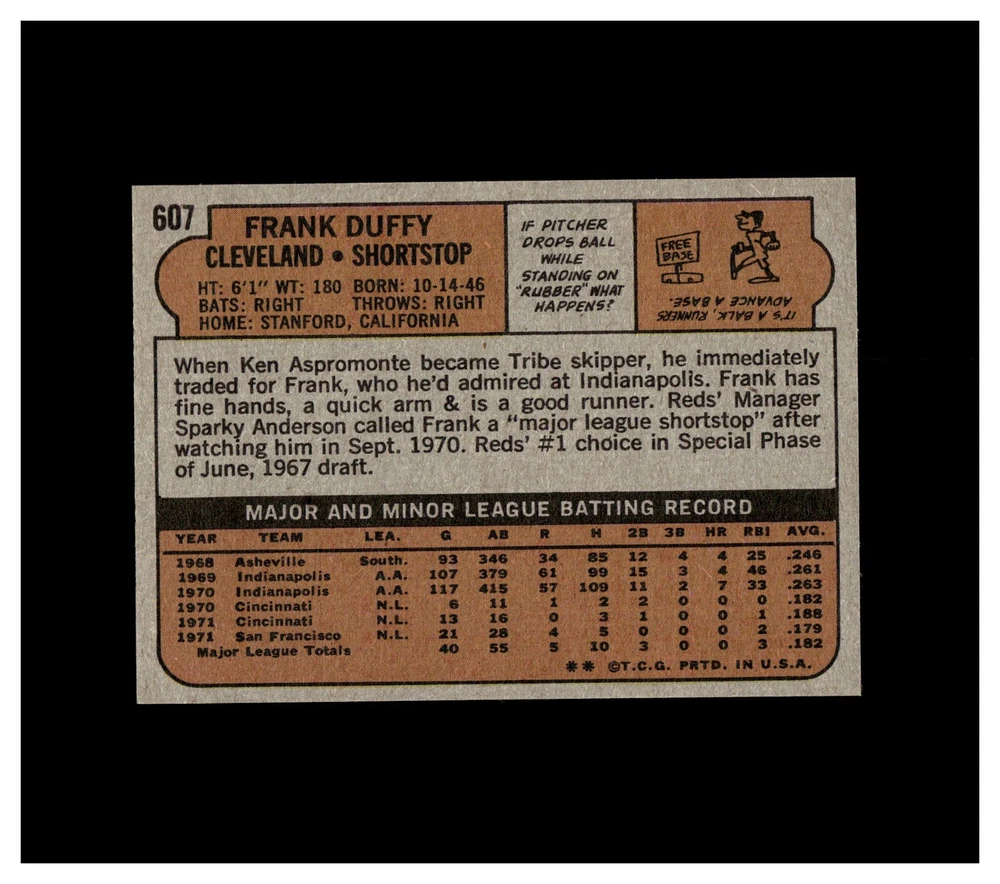 607
FRANK DUFFY
CLEVELAND • SHORTSTOP
HT: 6'1" WT: 180 BORN: 10-14-46
BATS: RIGHT THROWS: RIGHT
HOME: STANFORD, CALIFORNIA
IF PITCHER
DROPS BALL
WHILE
STANDING ON
"RUBBER" WHAT
HAPPENS?
FREE
BASE
IT'S A BALK, RUNNERS
ADVANCE A BASE.
When Ken Aspromonte became Tribe skipper, he immediately
traded for Frank, who he'd admired at Indianapolis. Frank has
fine hands, a quick arm & is a good runner. Reds' Manager
Sparky Anderson called Frank a "major league shortstop" after
watching him in Sept. 1970. Reds' #1 choice in Special Phase
of June, 1967 draft.
MAJOR AND MINOR LEAGUE BATTING RECORD
YEAR TEAM LEA. G AB R H 2B 3B HR RBI AVG.
1968 Asheville South. 93 346 34 85 12 4 4 25 .246
1969 Indianapolis A.A. 107 379 61 99 15 3 4 46 .261
1970 Indianapolis A.A. 117 415 57 109 11 2 7 33 .263
1970 Cincinnati N.L. 6 11 1 2 2 0 0 0 .182
1971 Cincinnati N.L. 13 16 0 3 1 0 0 1 .188
1971 San Francisco N.L. 21 28 4 5 0 0 0 2 .179
Major League Totals 40 55 5 10 3 0 0 3 .182
** ©T.C.G. PRTD. IN U.S.A.